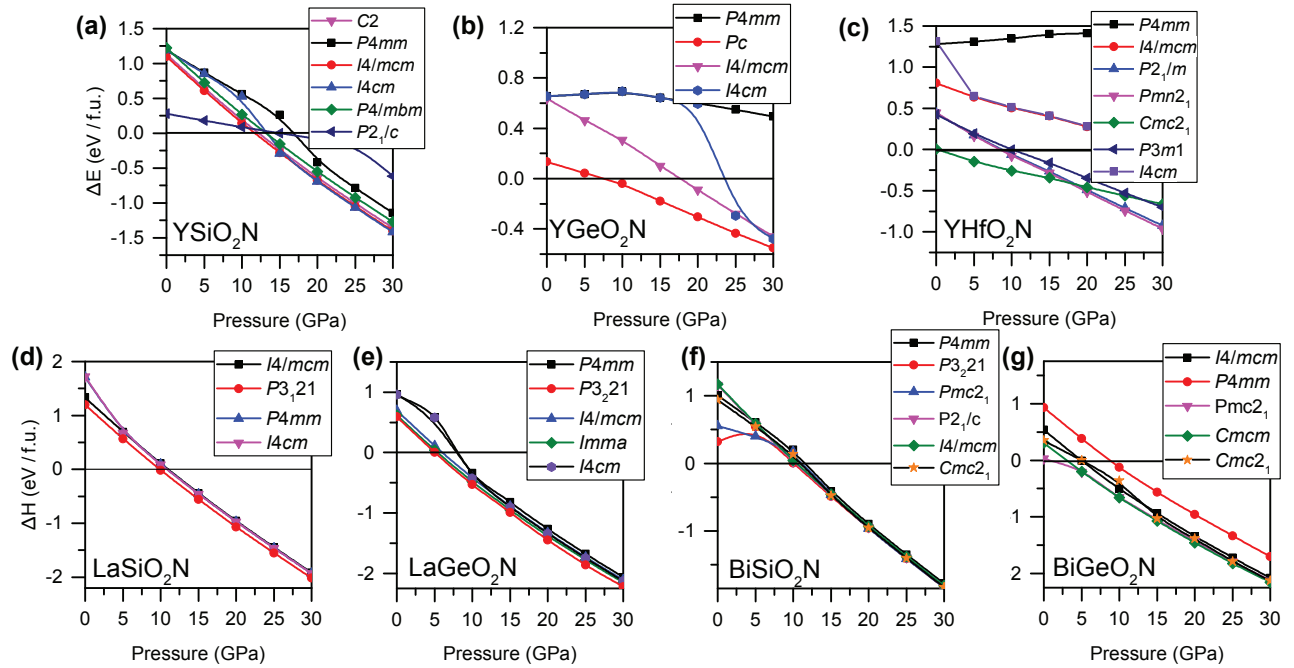 (a)
C2
P4mm
I4/mcm
I4cm
P4/mbm
P2₁/c
1.5
1.0
0.5
0.0
-0.5
-1.0
-1.5
ΔE (eV / f.u.)
YSiO₂N
0 5 10 15 20 25 30
Pressure (GPa)
(b)
P4mm
Pc
I4/mcm
I4cm
1.2
0.6
0.0
-0.6
YGeO₂N
0 5 10 15 20 25 30
Pressure (GPa)
(c)
P4mm
I4/mcm
P2₁/m
Pmn2₁
Cmc2₁
P3m1
I4cm
1.5
1.0
0.5
0.0
-0.5
-1.0
YHfO₂N
0 5 10 15 20 25 30
Pressure (GPa)
(d)
I4/mcm
P3₁21
P4mm
I4cm
2
1
0
-1
-2
ΔH (eV / f.u.)
LaSiO₂N
0 5 10 15 20 25 30
Pressure (GPa)
(e)
P4mm
P3₂21
I4/mcm
Imma
I4cm
1
0
-1
-2
LaGeO₂N
0 5 10 15 20 25 30
Pressure (GPa)
(f)
P4mm
P3₂21
Pmc2₁
P2₁/c
I4/mcm
Cmc2₁
1
0
-1
BiSiO₂N
0 5 10 15 20 25 30
Pressure (GPa)
(g)
I4/mcm
P4mm
Pmc2₁
Cmcm
Cmc2₁
1
0
1
2
BiGeO₂N
0 5 10 15 20 25 30
Pressure (GPa)